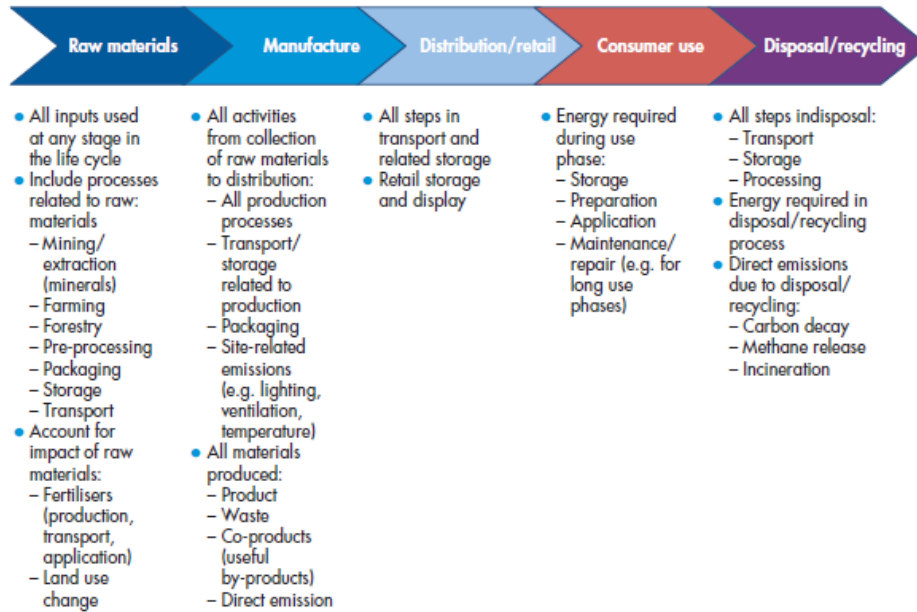 Raw materials
Manufacture
Distribution/retail
Consumer use
Disposal/recycling
• All inputs used
at any stage in
the life cycle
• Include processes
related to raw:
materials
– Mining/
extraction
(minerals)
– Farming
– Forestry
– Pre-processing
– Packaging
– Storage
– Transport
• Account for
impact of raw
materials:
– Fertilisers
(production,
transport,
application)
– Land use
change
• All activities
from collection
of raw materials
to distribution:
– All production
processes
– Transport/
storage
related to
production
– Packaging
– Site-related
emissions
(e.g. lighting,
ventilation,
temperature)
• All materials
produced:
– Product
– Waste
– Co-products
(useful
by-products)
– Direct emission
• All steps in
transport and
related storage
• Retail storage
and display
• Energy required
during use
phase:
– Storage
– Preparation
– Application
– Maintenance/
repair (e.g. for
long use
phases)
• All steps indisposal:
– Transport
– Storage
– Processing
• Energy required in
disposal/recycling
process
• Direct emissions
due to disposal/
recycling:
– Carbon decay
– Methane release
– Incineration